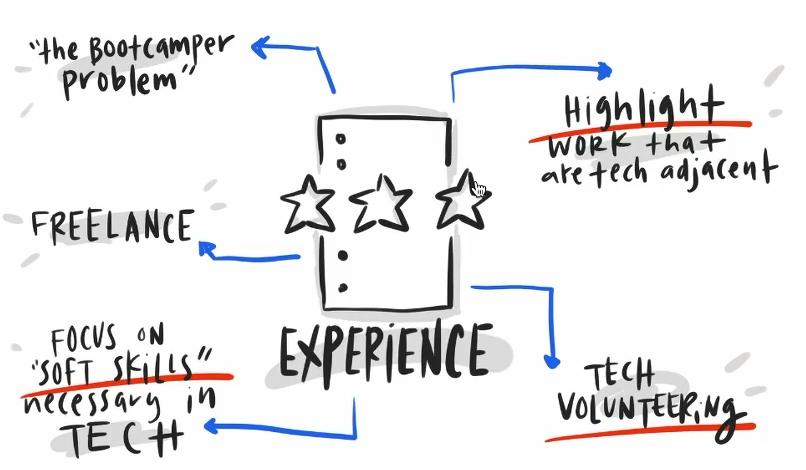 "the Bootcamper
problem"
Highlight
work that
are tech adjacent
FREELANCE
EXPERiENCE
FOCUS ON
"SOFT SKILLS"
necessary in
TECH
TECH
VOLUNTEERiNg